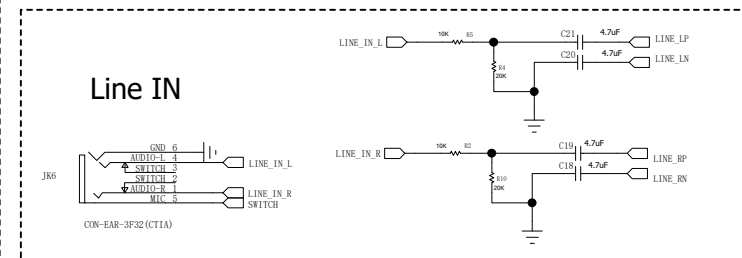 LINE_IN_L 10K R5 C21 4.7uF LINE_LP
C20 4.7uF LINE_LN
R4
20K
Line IN
LINE_IN_R 10K R2 C19 4.7uF LINE_RP
C18 4.7uF LINE_RN
R10
20K
JK6
GND 6
AUDIO-L 4 LINE_IN_L
SWITCH 3
SWITCH 2
AUDIO-R 1 LINE_IN_R
MIC 5 SWITCH
CON-EAR-3F32(CTIA)